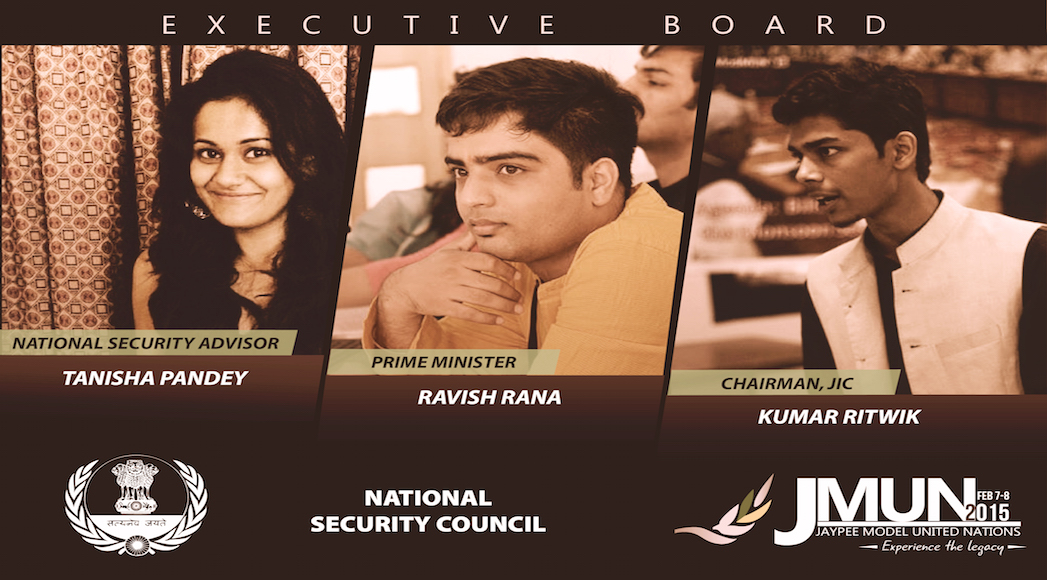 EXECUTIVE BOARD
NATIONAL SECURITY ADVISOR
TANISHA PANDEY
PRIME MINISTER
RAVISH RANA
CHAIRMAN, JIC
KUMAR RITWIK
सत्यमेव जयते
NATIONAL
SECURITY COUNCIL
JMUN FEB 7-8
2015
JAYPEE MODEL UNITED NATIONS
Experience the legacy